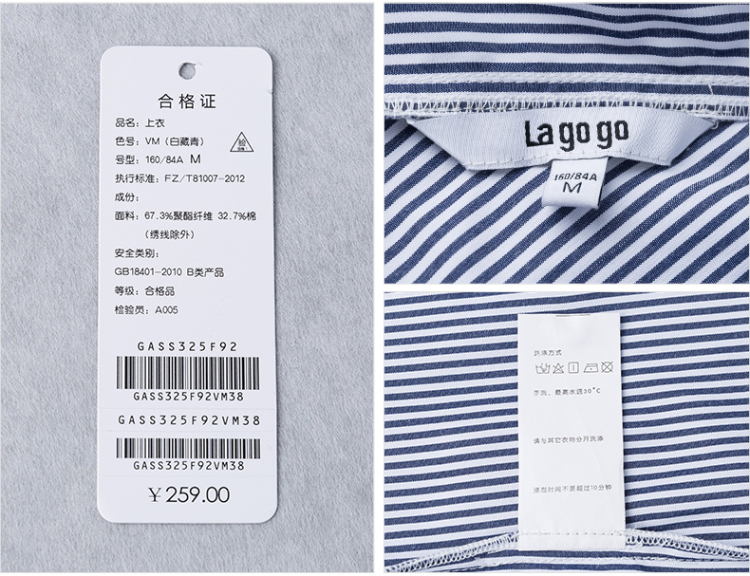 合格证
品名：上衣
色号：VM（白藏青）
验
号型：160/84A M
执行标准：FZ/T81007-2012
成份：
面料：67.3%聚酯纤维 32.7%棉
（绣线除外）
安全类别：
GB18401-2010 B类产品
等级：合格品
检验员：A005
GASS325F92
GASS325F92VM38
GASS325F92VM38
GASS325F92VM38
￥259.00
Lagogo
160/84A
M
洗涤方式
手洗，最高水温30°C
请与其它衣物分开洗涤
浸泡时间不要超过10分钟